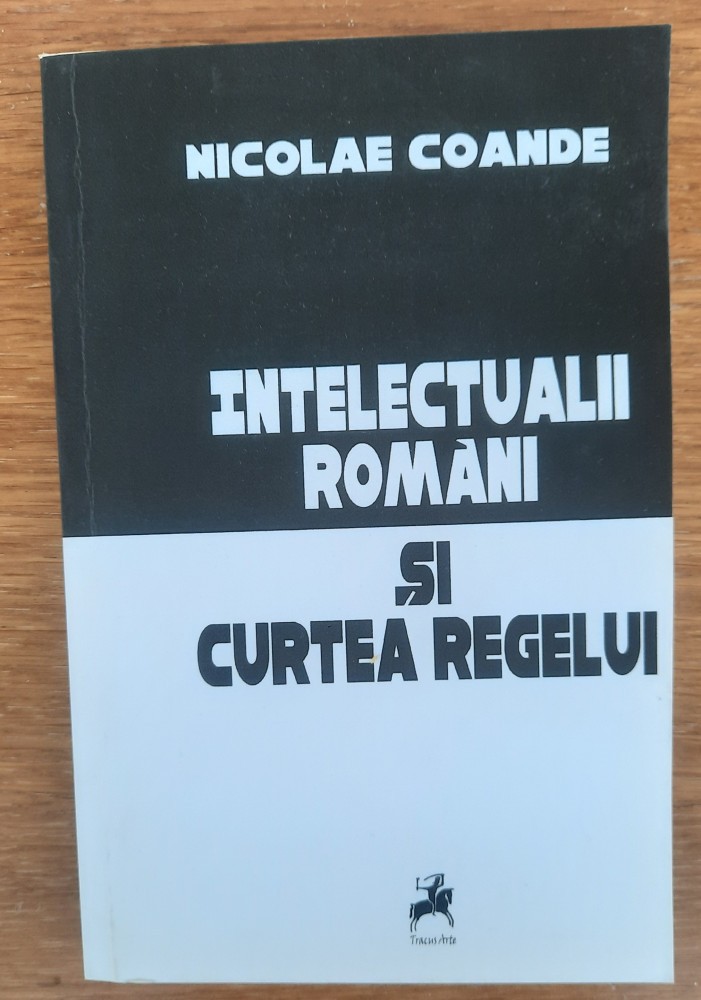 NICOLAE COANDE
INTELECTUALII
ROMÂNI
ȘI
CURTEA REGELUI
Tracus Arte